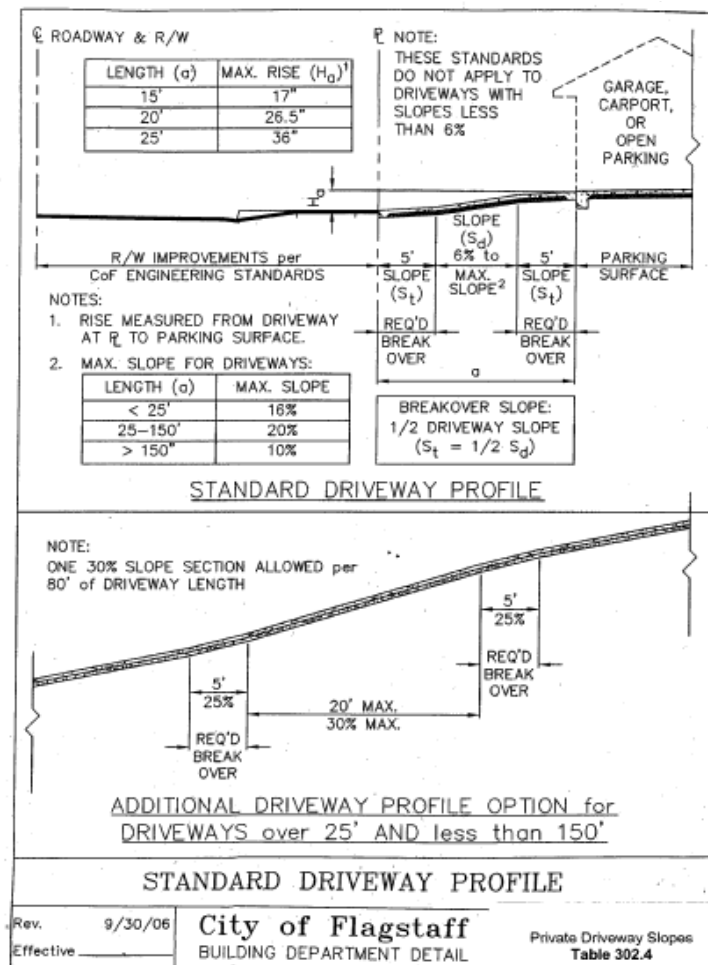 ℄ ROADWAY & R/W
LENGTH (a) MAX. RISE (Ha)¹
15' 17"
20' 26.5"
25' 36"
℄ NOTE:
THESE STANDARDS
DO NOT APPLY TO
DRIVEWAYS WITH
SLOPES LESS
THAN 6%
GARAGE,
CARPORT,
OR
OPEN
PARKING
Ha
R/W IMPROVEMENTS per
CoF ENGINEERING STANDARDS
5'
SLOPE
(St)
REQ'D
BREAK
OVER
SLOPE
(Sd)
6% to
MAX.
SLOPE²
5'
SLOPE
(St)
REQ'D
BREAK
OVER
PARKING
SURFACE
a
NOTES:
1. RISE MEASURED FROM DRIVEWAY
AT ℄ TO PARKING SURFACE.
2. MAX. SLOPE FOR DRIVEWAYS:
LENGTH (a) MAX. SLOPE
< 25' 16%
25–150' 20%
> 150" 10%
BREAKOVER SLOPE:
1/2 DRIVEWAY SLOPE
(St = 1/2 Sd)
STANDARD DRIVEWAY PROFILE
NOTE:
ONE 30% SLOPE SECTION ALLOWED per
80' of DRIVEWAY LENGTH
5'
25%
REQ'D
BREAK
OVER
20' MAX.
30% MAX.
5'
25%
REQ'D
BREAK
OVER
ADDITIONAL DRIVEWAY PROFILE OPTION for
DRIVEWAYS over 25' AND less than 150'
STANDARD DRIVEWAY PROFILE
Rev. 9/30/06
Effective
City of Flagstaff
BUILDING DEPARTMENT DETAIL
Private Driveway Slopes
Table 302.4